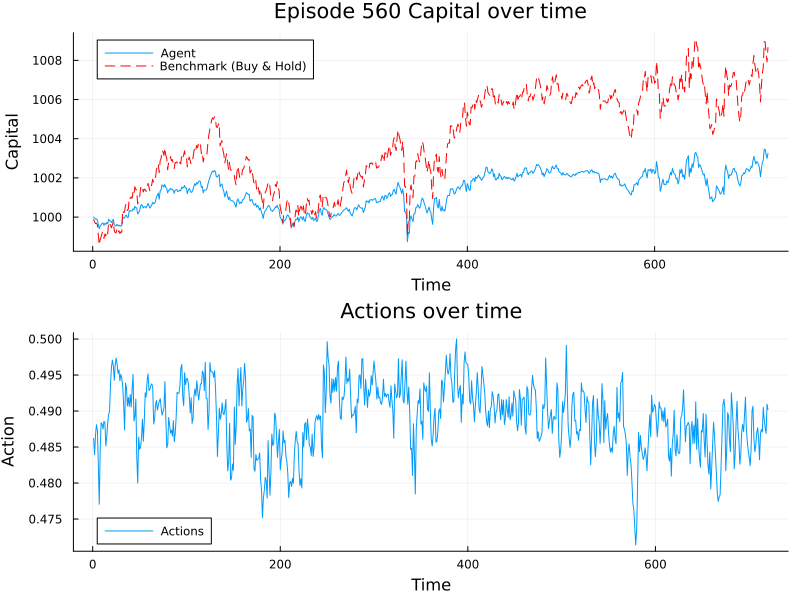 Episode 560 Capital over time
Agent
Benchmark (Buy & Hold)
Capital
1008
1006
1004
1002
1000
0 200 400 600
Time
Actions over time
Action
0.500
0.495
0.490
0.485
0.480
0.475
Actions
0 200 400 600
Time